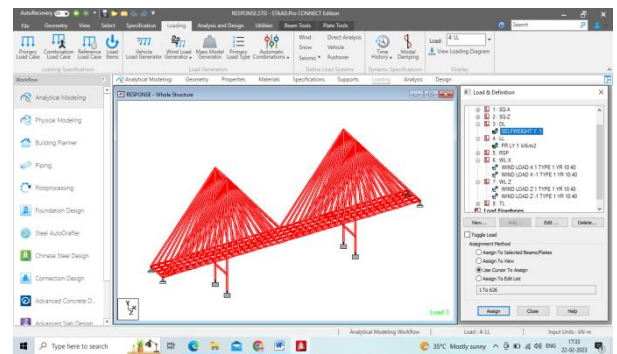 AutoRecovery
RESPONSE.STD - STAAD.Pro CONNECT Edition
File Geometry View Select Specification Loading Analysis and Design Utilities Beam Tools Plate Tools
Search
Primary Load Case
Combination Load Case
Reference Load Case
Load Items
Vehicle Load Generator
Wind Load Generator
Mass Model Generator
Primary Load Type
Automatic Combinations
Wind Direct Analysis
Snow Vehicle
Seismic Pushover
Time History
Modal Damping
Load 4: LL
View Loading Diagram
Loading Specifications Load Generation Define Load Systems Dynamic Specifications Display
Workflow
Analytical Modeling: Geometry Properties Materials Specifications Supports Loading Analysis Design
Analytical Modeling
Physical Modeling
Building Planner
Piping
Postprocessing
Foundation Design
Steel AutoDrafter
Chinese Steel Design
Connection Design
Advanced Concrete D...
Advanced Slab Design
RESPONSE - Whole Structure
Y
X
Z
Load 3
Load & Definition
1 : SQ-X
2 : SQ-Z
3 : DL
SELFWEIGHT Y -1
4 : LL
PR LY 1 kN/m2
5 : RSP
6 : WL X
WIND LOAD X 1 TYPE 1 YR 10 40
WIND LOAD X -1 TYPE 1 YR 10 40
7 : WL Z
WIND LOAD Z 1 TYPE 1 YR 10 40
WIND LOAD Z -1 TYPE 1 YR 10 40
8 : TL
Load Envelopes
New... Add... Edit... Delete...
Toggle Load
Assignment Method
Assign To Selected Beams/Plates
Assign To View
Use Cursor To Assign
Assign To Edit List
1 To 626
Assign Close Help
Analytical Modeling Workflow Load : 4: LL Input Units : kN-m
Type here to search
35°C Mostly sunny
ENG
17:33
22-02-2023